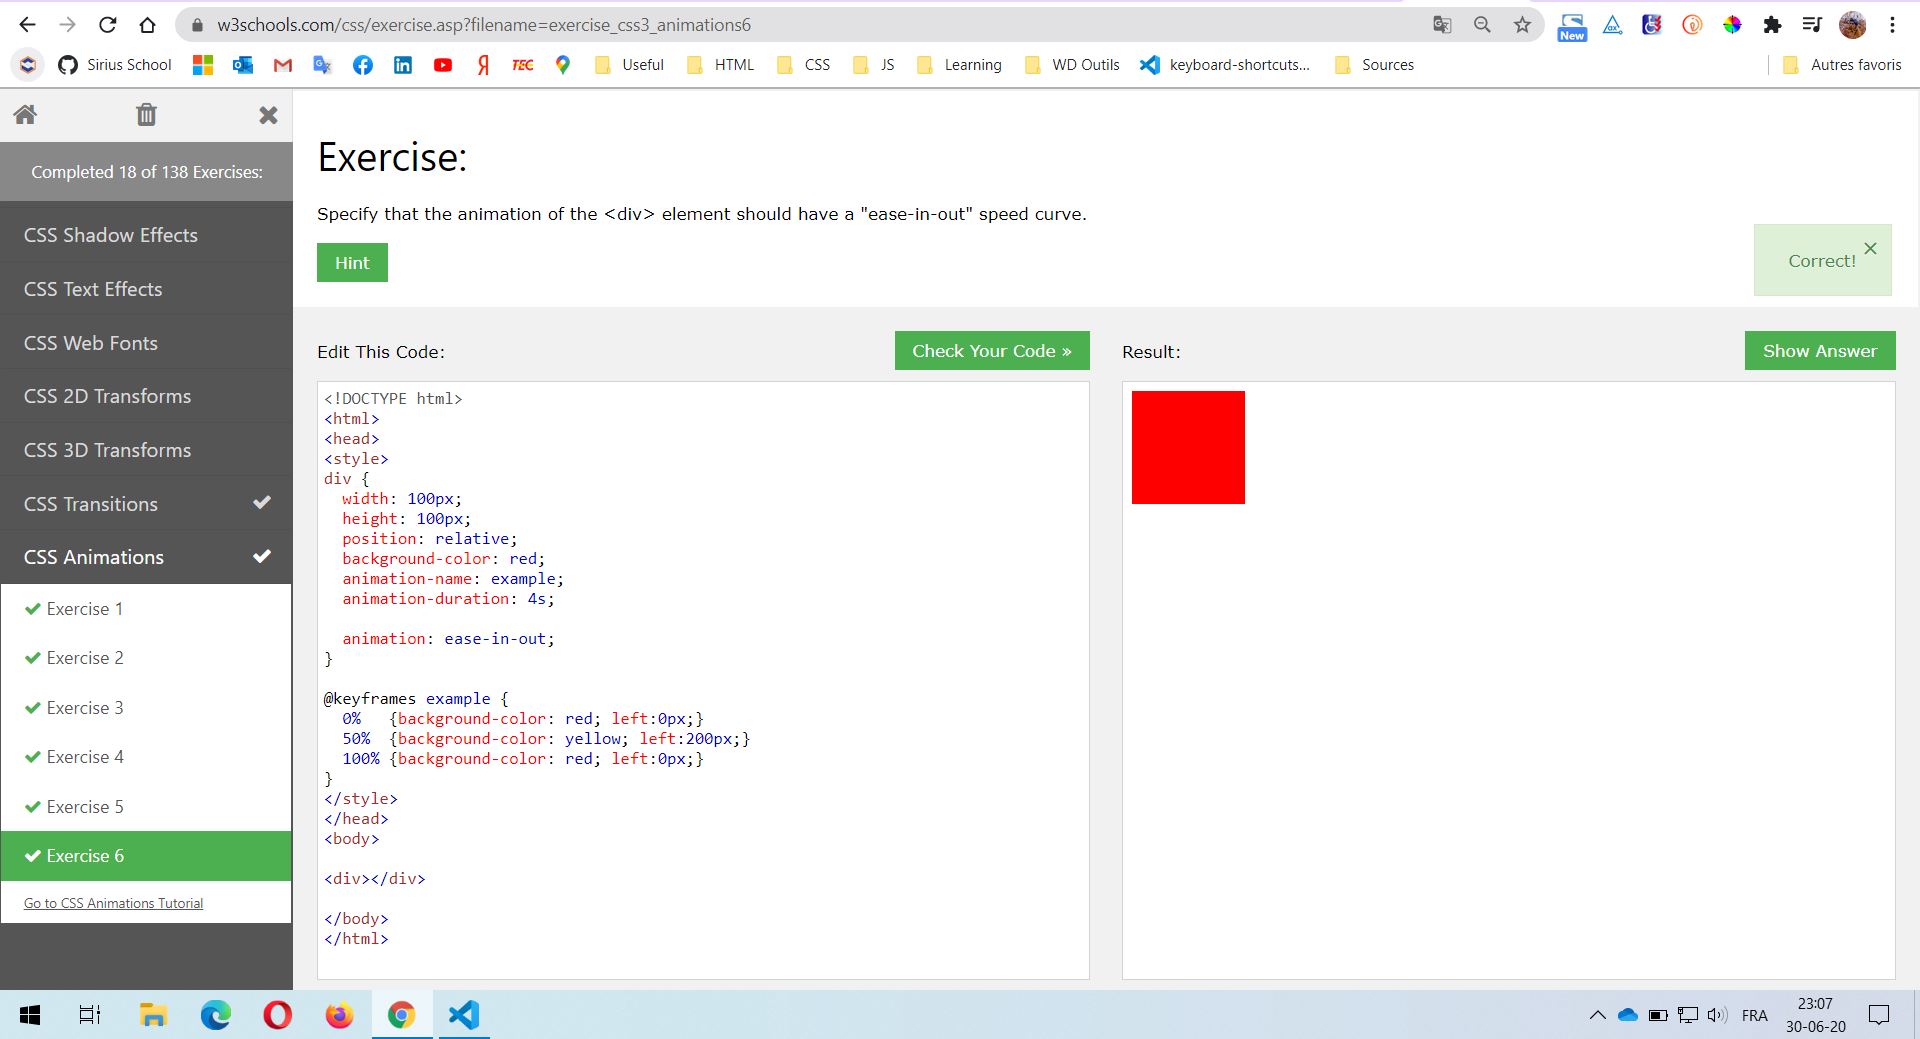 w3schools.com/css/exercise.asp?filename=exercise_css3_animations6
New
Sirius School
TEC
Useful
HTML
CSS
JS
Learning
WD Outils
keyboard-shortcuts...
Sources
Autres favoris
Completed 18 of 138 Exercises:
CSS Shadow Effects
CSS Text Effects
CSS Web Fonts
CSS 2D Transforms
CSS 3D Transforms
CSS Transitions
CSS Animations
Exercise 1
Exercise 2
Exercise 3
Exercise 4
Exercise 5
Exercise 6
Go to CSS Animations Tutorial
Exercise:
Specify that the animation of the <div> element should have a "ease-in-out" speed curve.
Hint
Correct!
Edit This Code:
Check Your Code »
Result:
Show Answer
<!DOCTYPE html>
<html>
<head>
<style>
div {
  width: 100px;
  height: 100px;
  position: relative;
  background-color: red;
  animation-name: example;
  animation-duration: 4s;
  animation: ease-in-out;
}
@keyframes example {
  0%   {background-color: red; left:0px;}
  50%  {background-color: yellow; left:200px;}
  100% {background-color: red; left:0px;}
}
</style>
</head>
<body>
<div></div>
</body>
</html>
FRA
23:07
30-06-20